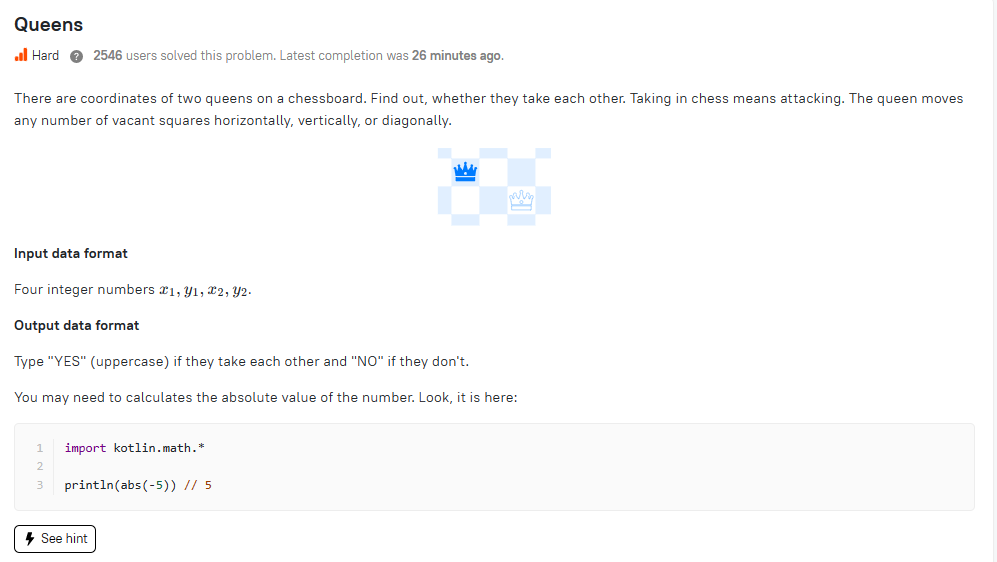 Queens
Hard ? 2546 users solved this problem. Latest completion was 26 minutes ago.
There are coordinates of two queens on a chessboard. Find out, whether they take each other. Taking in chess means attacking. The queen moves
any number of vacant squares horizontally, vertically, or diagonally.
Input data format
Four integer numbers x₁, y₁, x₂, y₂.
Output data format
Type "YES" (uppercase) if they take each other and "NO" if they don't.
You may need to calculates the absolute value of the number. Look, it is here:
1 import kotlin.math.*
2
3 println(abs(-5)) // 5
See hint